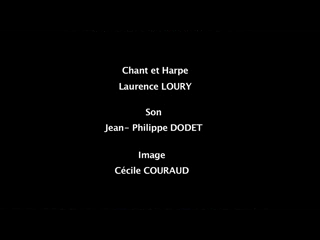 Chant et Harpe
Laurence LOURY
Son
Jean- Philippe DODET
Image
Cécile COURAUD